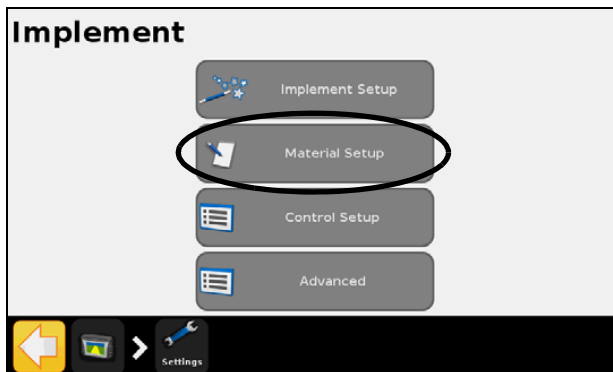 Implement
Implement Setup
Material Setup
Control Setup
Advanced
Settings